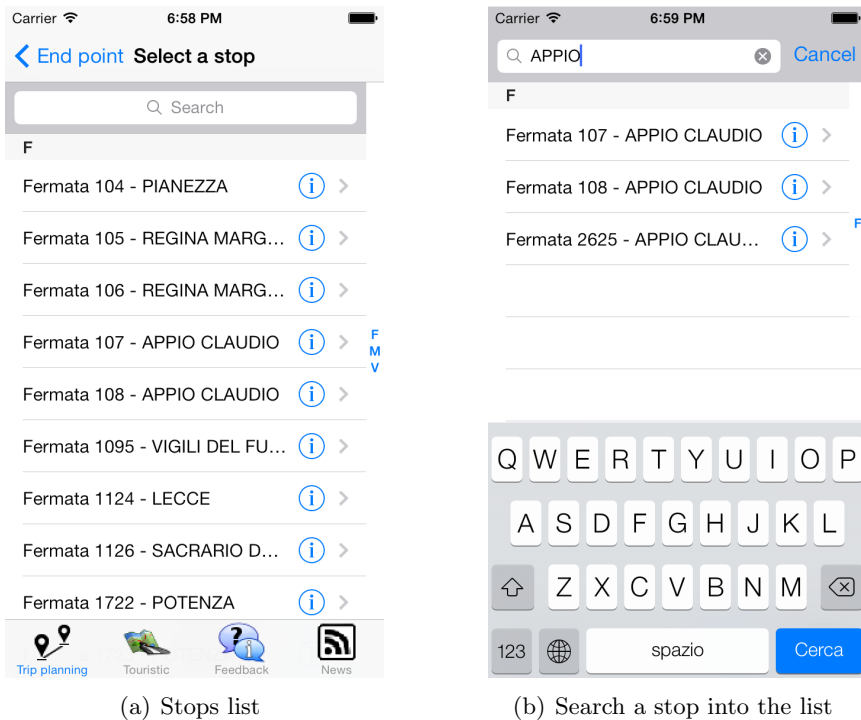 Carrier 6:58 PM
End point Select a stop
Search
F
Fermata 104 - PIANEZZA
Fermata 105 - REGINA MARG...
Fermata 106 - REGINA MARG...
Fermata 107 - APPIO CLAUDIO
Fermata 108 - APPIO CLAUDIO
Fermata 1095 - VIGILI DEL FU...
Fermata 1124 - LECCE
Fermata 1126 - SACRARIO D...
Fermata 1722 - POTENZA
F
M
V
Trip planning Touristic Feedback News
(a) Stops list
Carrier 6:59 PM
APPIO Cancel
F
Fermata 107 - APPIO CLAUDIO
Fermata 108 - APPIO CLAUDIO
Fermata 2625 - APPIO CLAU...
F
Q W E R T Y U I O P
A S D F G H J K L
Z X C V B N M
123 spazio Cerca
(b) Search a stop into the list